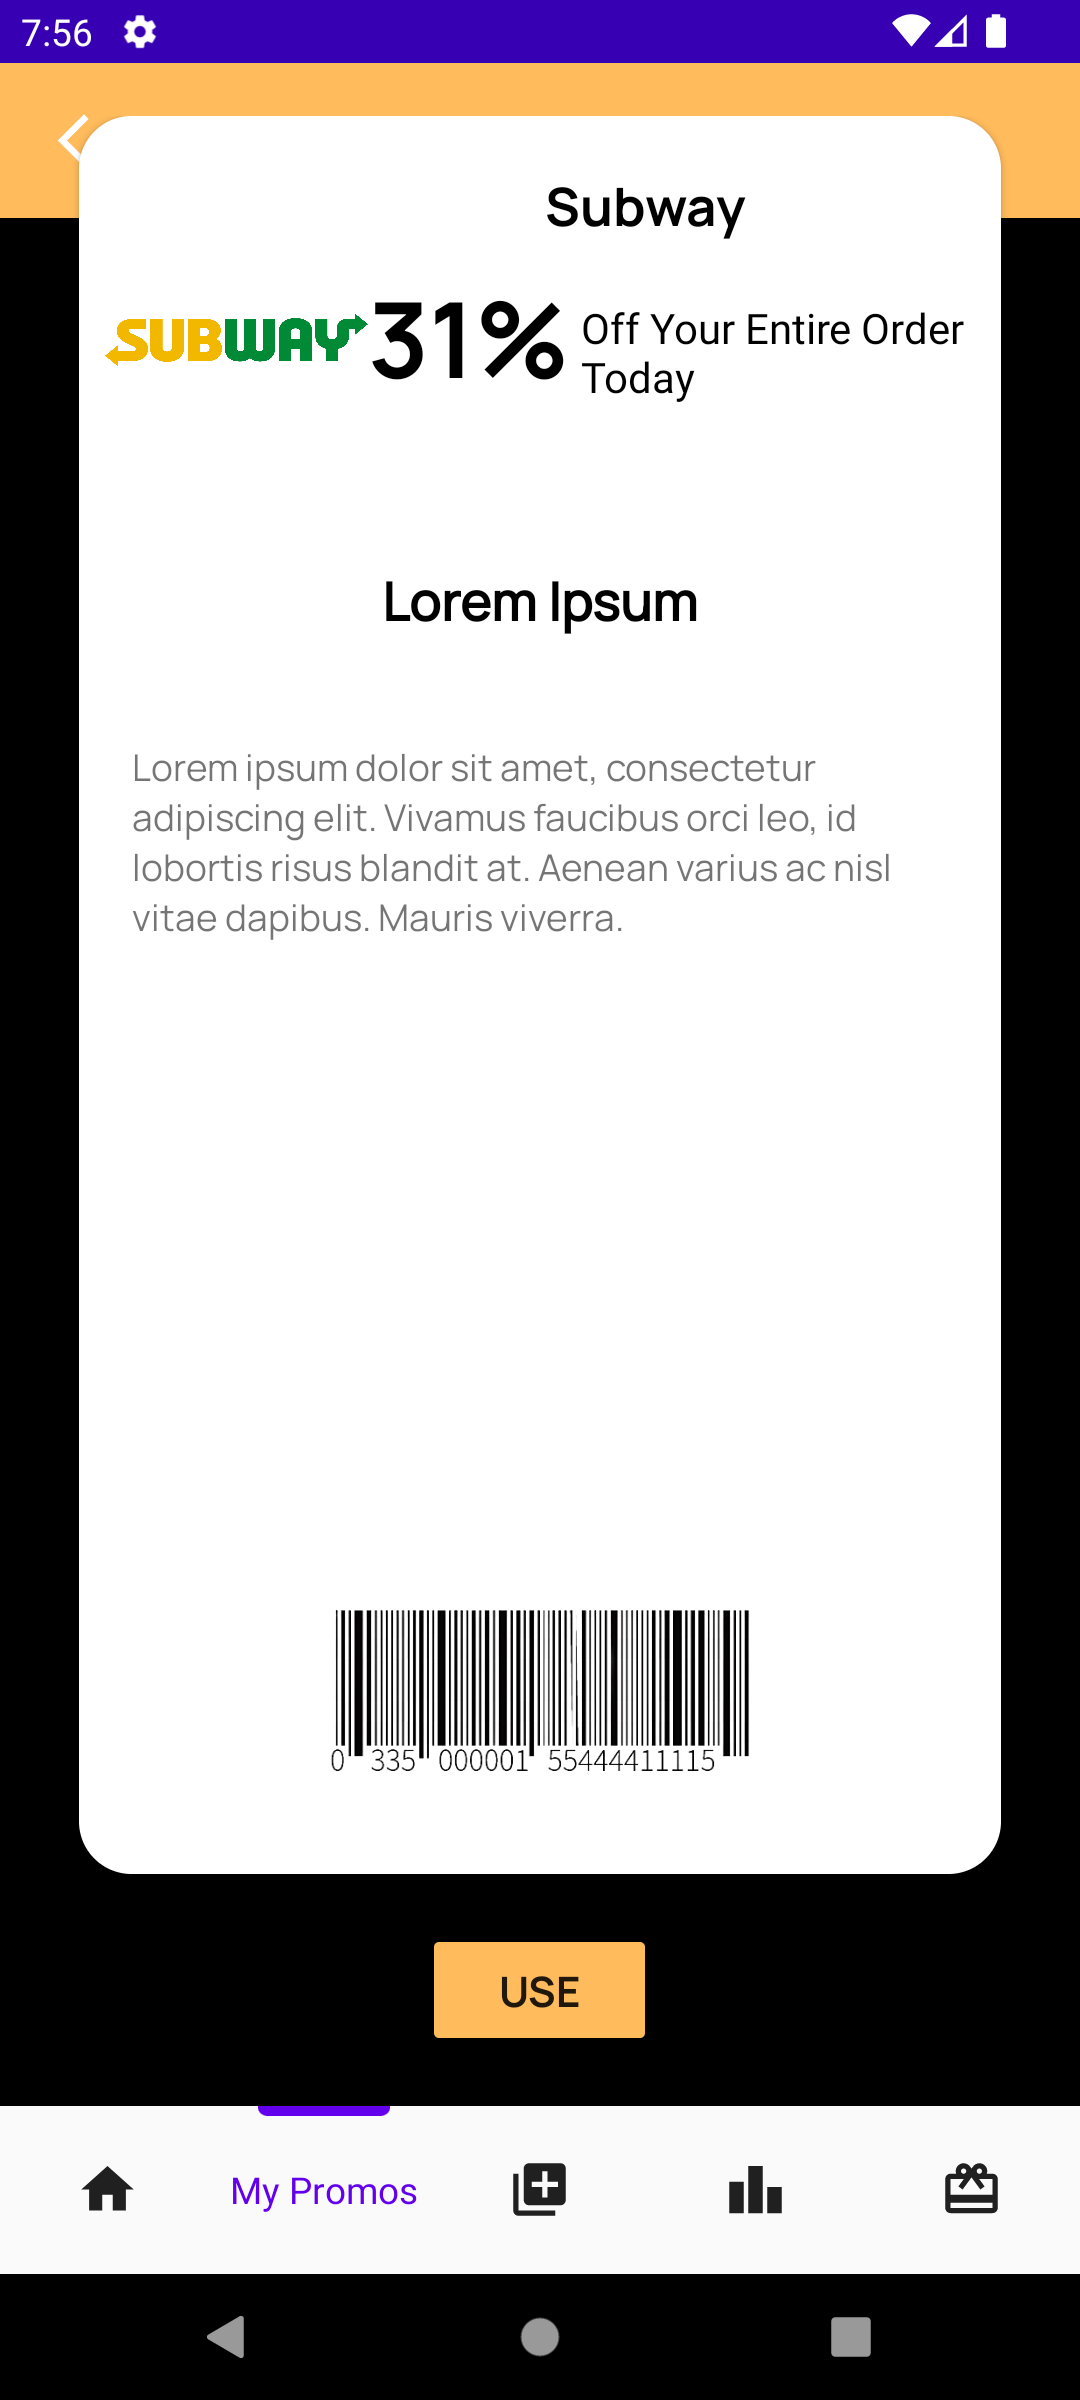 7:56
Subway
SUBWAY
31%
Off Your Entire Order
Today
Lorem Ipsum
Lorem ipsum dolor sit amet, consectetur
adipiscing elit. Vivamus faucibus orci leo, id
lobortis risus blandit at. Aenean varius ac nisl
vitae dapibus. Mauris viverra.
0 335 000001 55444411115
USE
My Promos